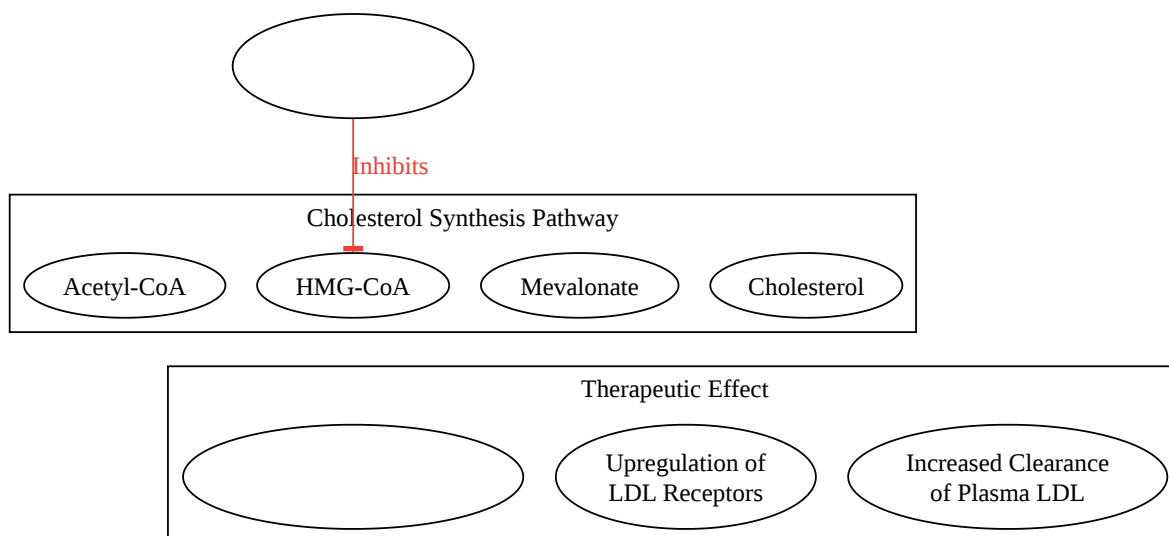 Inhibits
Cholesterol Synthesis Pathway
Acetyl-CoA
HMG-CoA
Mevalonate
Cholesterol
Therapeutic Effect
Upregulation of
LDL Receptors
Increased Clearance
of Plasma LDL